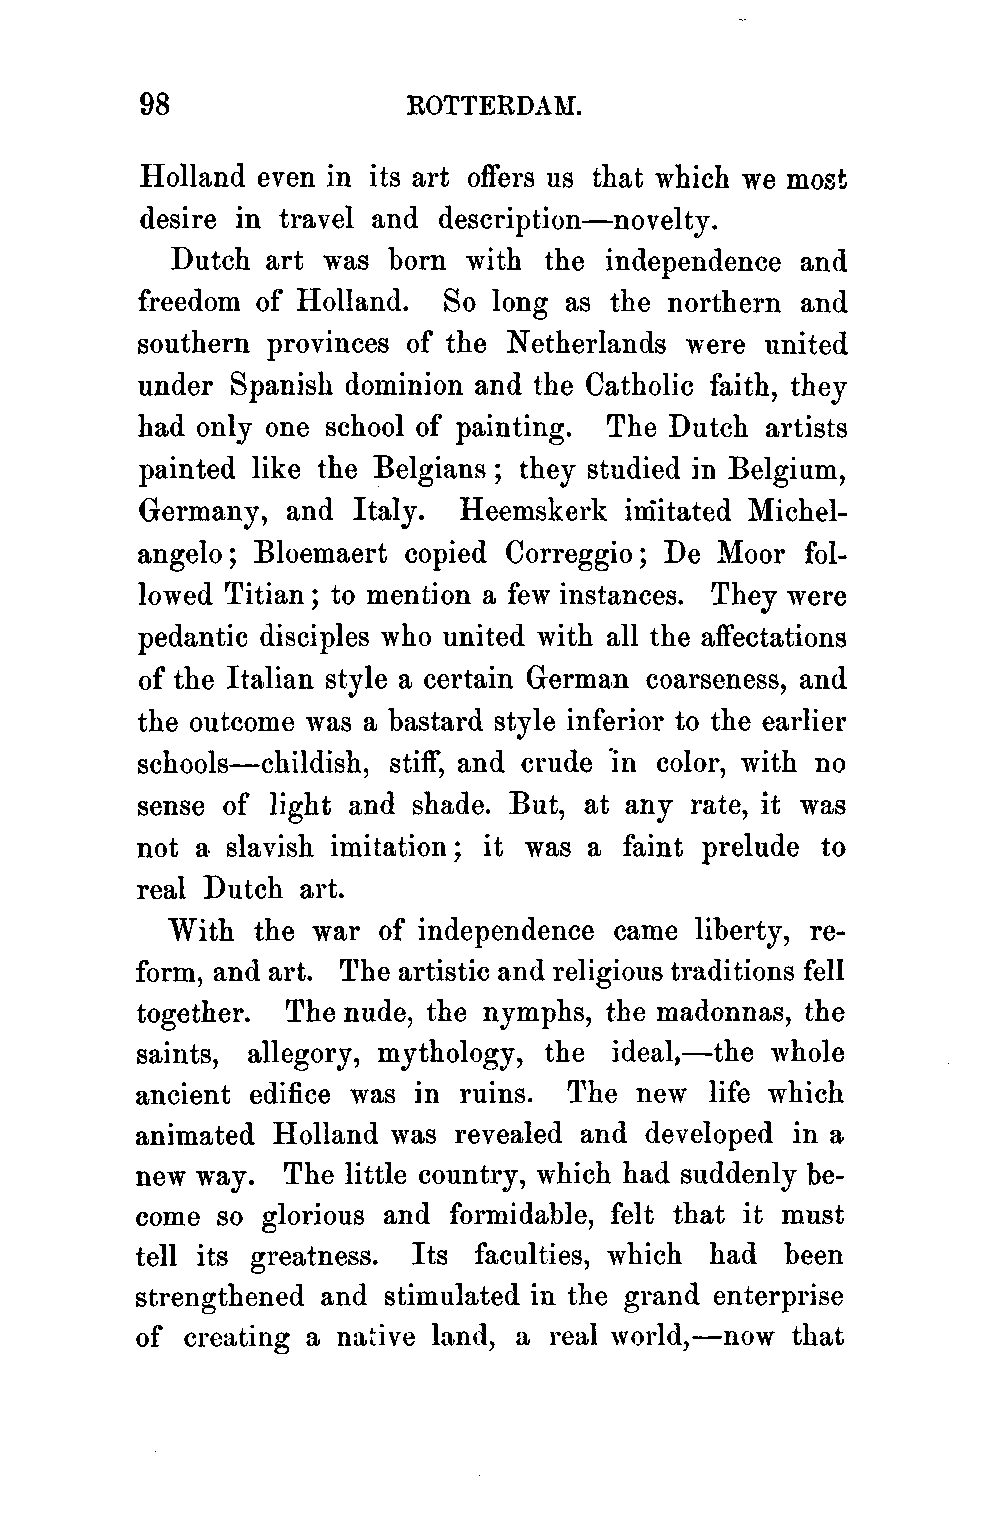 98 ROTTERDAM.
Holland even in its art offers us that which we most
desire in travel and description—novelty.
Dutch art was born with the independence and
freedom of Holland. So long as the northern and
southern provinces of the Netherlands were united
under Spanish dominion and the Catholic faith, they
had only one school of painting. The Dutch artists
painted like the Belgians; they studied in Belgium,
Germany, and Italy. Heemskerk imitated Michel-
angelo; Bloemaert copied Correggio; De Moor fol-
lowed Titian; to mention a few instances. They were
pedantic disciples who united with all the affectations
of the Italian style a certain German coarseness, and
the outcome was a bastard style inferior to the earlier
schools—childish, stiff, and crude in color, with no
sense of light and shade. But, at any rate, it was
not a slavish imitation; it was a faint prelude to
real Dutch art.
With the war of independence came liberty, re-
form, and art. The artistic and religious traditions fell
together. The nude, the nymphs, the madonnas, the
saints, allegory, mythology, the ideal,—the whole
ancient edifice was in ruins. The new life which
animated Holland was revealed and developed in a
new way. The little country, which had suddenly be-
come so glorious and formidable, felt that it must
tell its greatness. Its faculties, which had been
strengthened and stimulated in the grand enterprise
of creating a native land, a real world,—now that